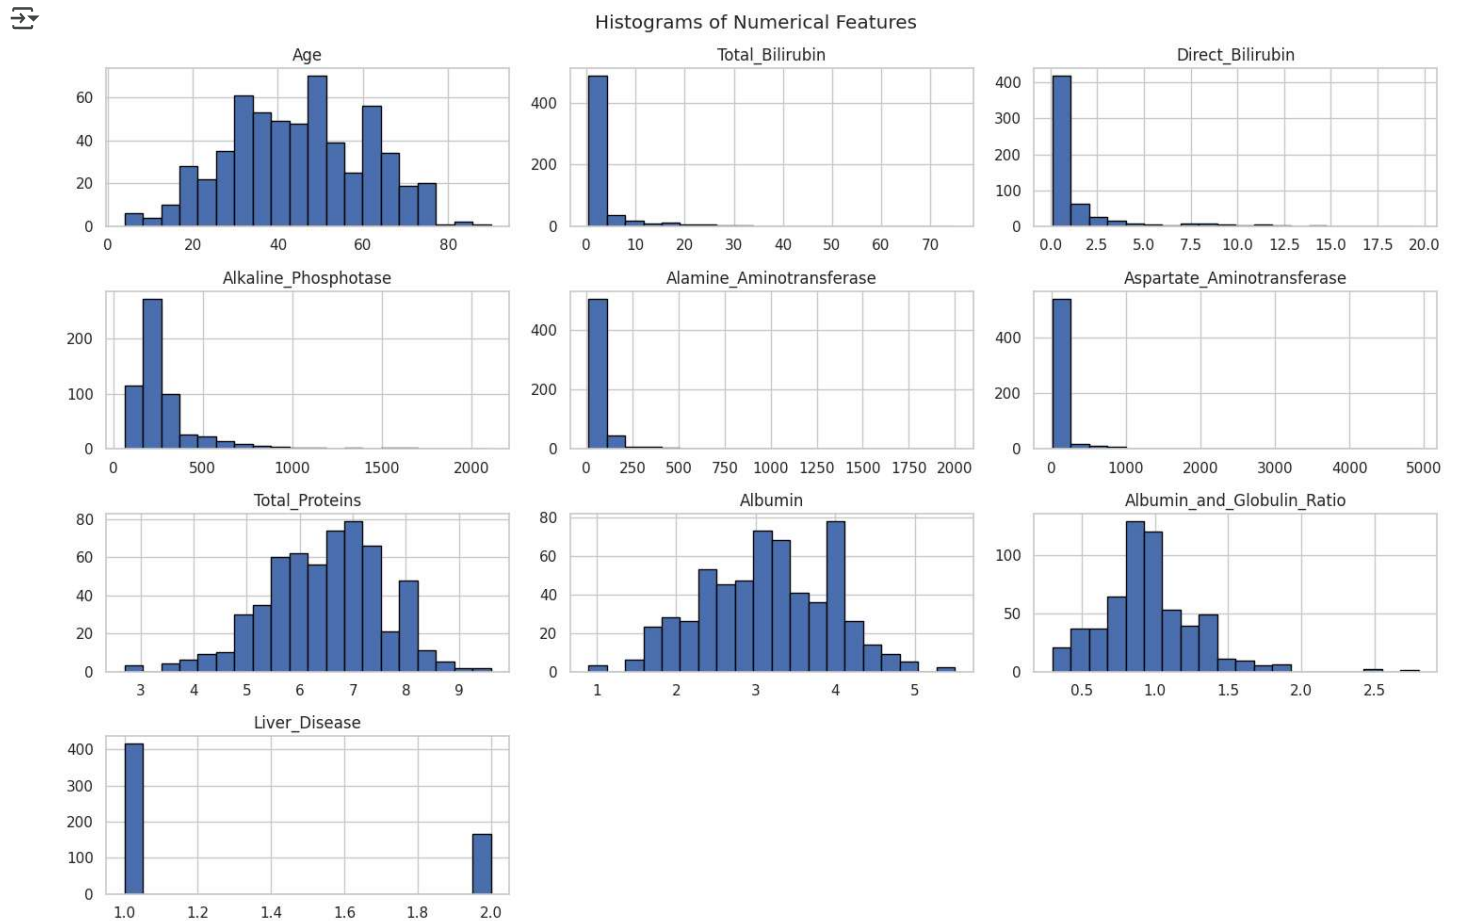 Histograms of Numerical Features
Age
60
40
20
0
0 20 40 60 80
Total_Bilirubin
400
200
0
0 10 20 30 40 50 60 70
Direct_Bilirubin
400
300
200
100
0
0.0 2.5 5.0 7.5 10.0 12.5 15.0 17.5 20.0
Alkaline_Phosphotase
200
100
0
0 500 1000 1500 2000
Alamine_Aminotransferase
400
200
0
0 250 500 750 1000 1250 1500 1750 2000
Aspartate_Aminotransferase
400
200
0
0 1000 2000 3000 4000 5000
Total_Proteins
80
60
40
20
0
3 4 5 6 7 8 9
Albumin
80
60
40
20
0
1 2 3 4 5
Albumin_and_Globulin_Ratio
100
50
0
0.5 1.0 1.5 2.0 2.5
Liver_Disease
400
300
200
100
0
1.0 1.2 1.4 1.6 1.8 2.0